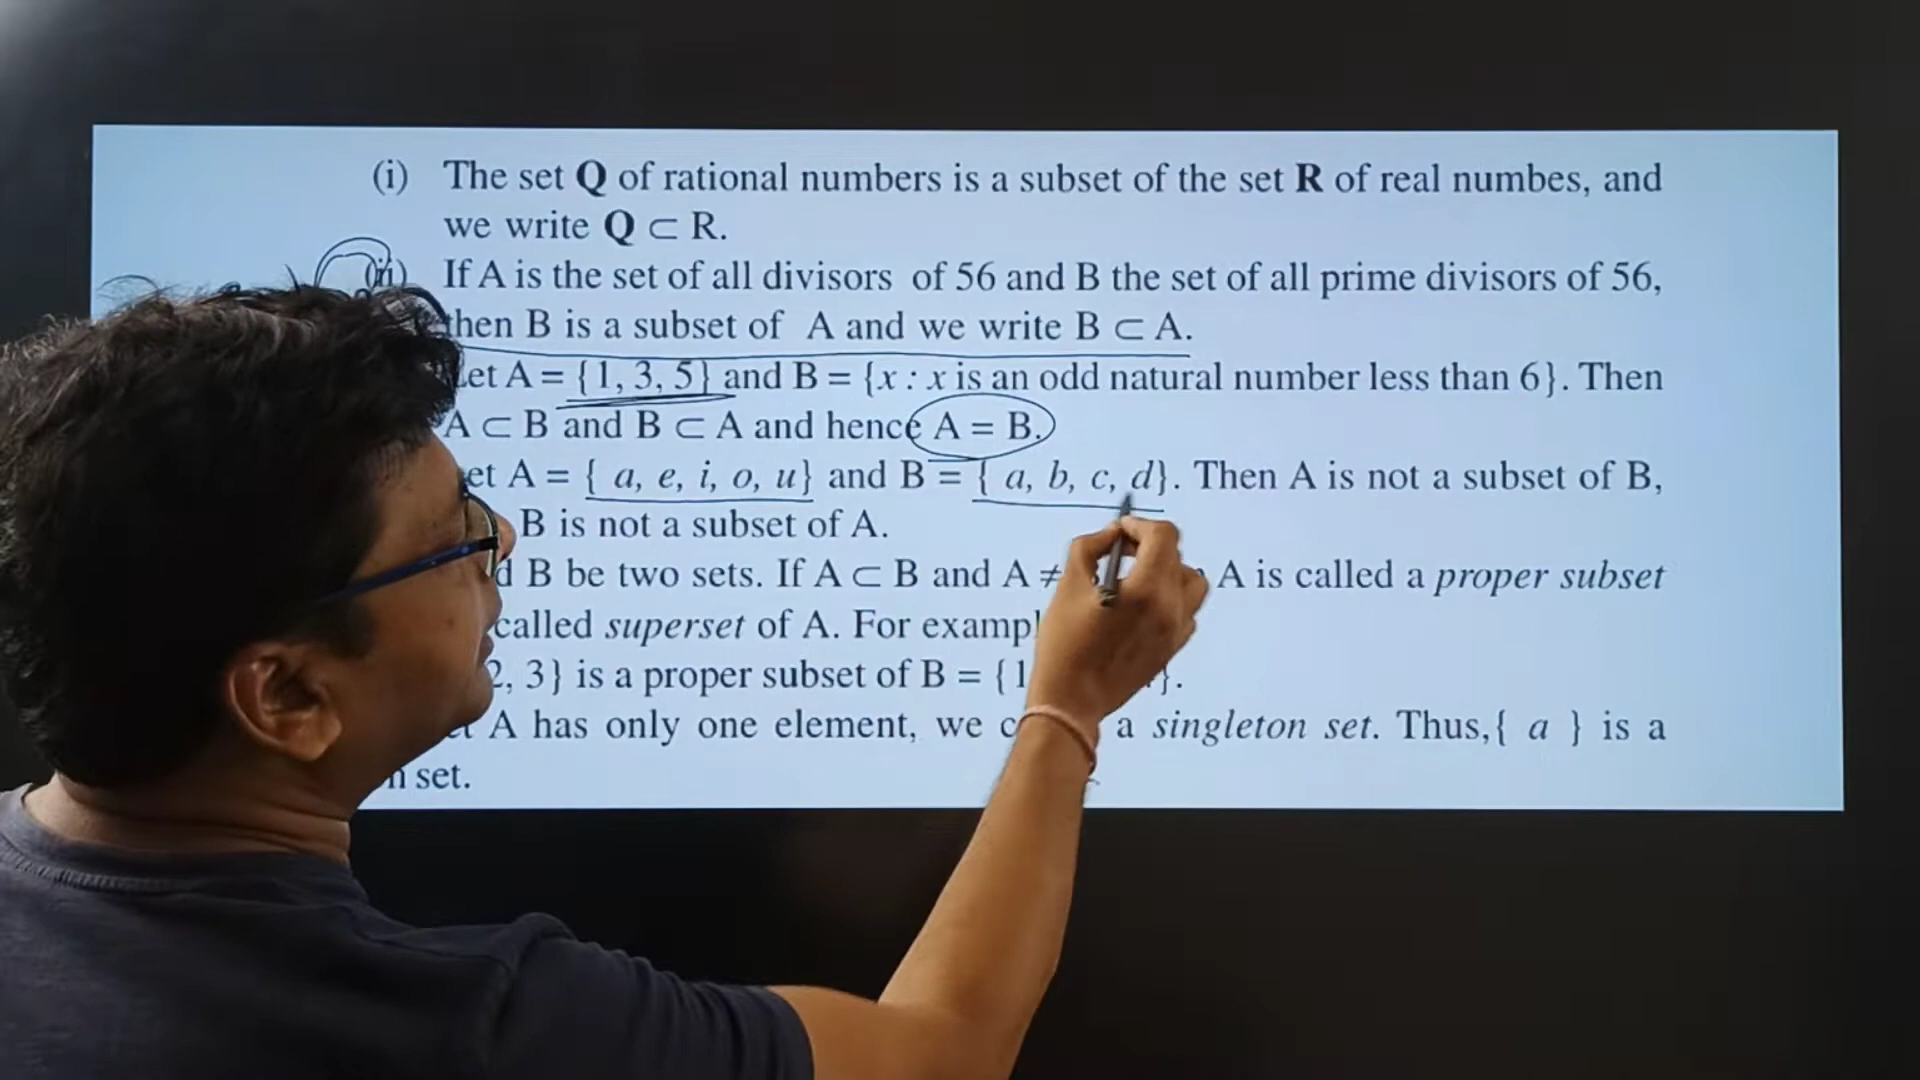 (i) The set Q of rational numbers is a subset of the set R of real numbes, and
we write Q ⊂ R.
If A is the set of all divisors of 56 and B the set of all prime divisors of 56,
then B is a subset of A and we write B ⊂ A.
A = {1, 3, 5} and B = {x : x is an odd natural number less than 6}. Then
A ⊂ B and B ⊂ A and hence A = B.
A = { a, e, i, o, u} and B = { a, b, c, d}. Then A is not a subset of B,
B is not a subset of A.
B be two sets. If A ⊂ B and A ≠ A is called a proper subset
called superset of A. For
2, 3} is a proper subset of B = {1 }.
A has only one element, we a singleton set. Thus,{ a } is a
set.